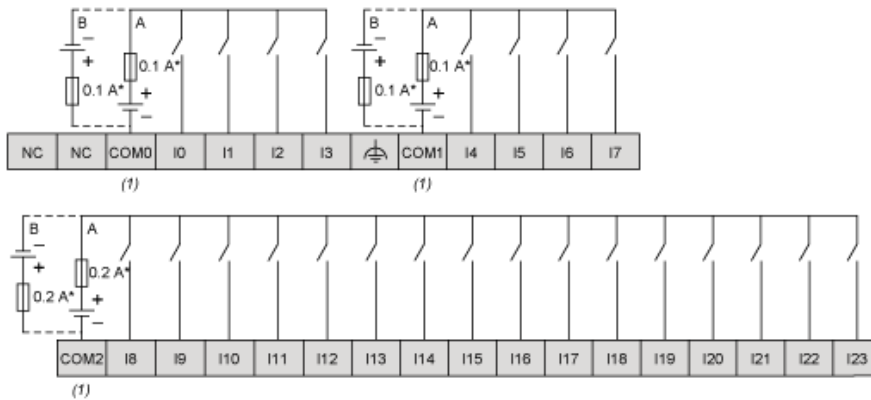 B A B A
− −
+ 0.1 A* + 0.1 A*
0.1 A* + 0.1 A* +
− −
NC NC COM0 I0 I1 I2 I3 COM1 I4 I5 I6 I7
(1) (1)
B A
−
+ 0.2 A*
0.2 A* +
−
COM2 I8 I9 I10 I11 I12 I13 I14 I15 I16 I17 I18 I19 I20 I21 I22 I23
(1)